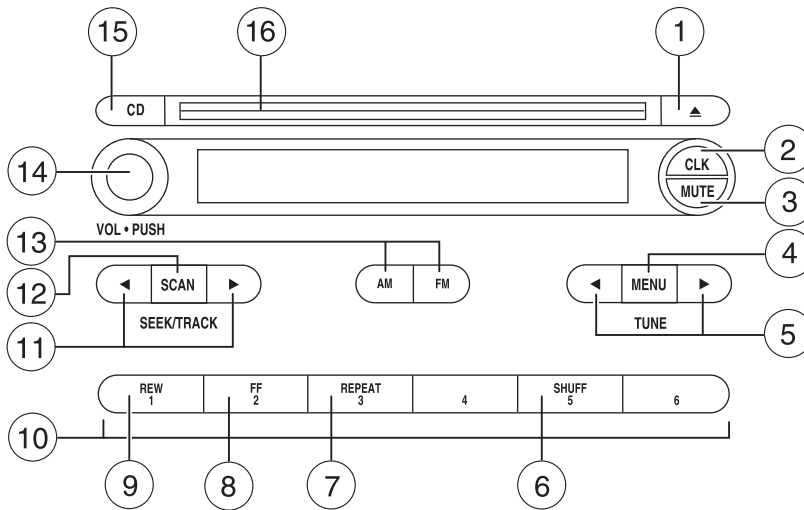 15 16 1
CD
2
CLK
14
MUTE
3
VOL • PUSH
13
4
AM FM
12
SCAN
MENU
SEEK/TRACK
TUNE
11
5
REW FF REPEAT SHUFF
1 2 3 4 5 6
10
9 8 7 6